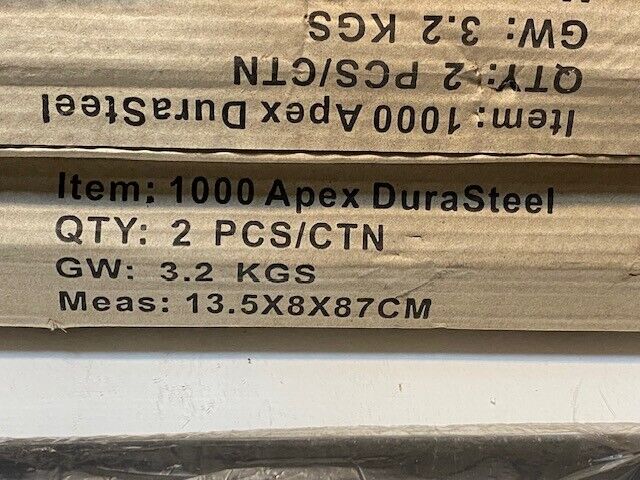 GW: 3.2 KGS
QTY: 2 PCS/CTN
Item: 1000 Apex DuraSteel
Item: 1000 Apex DuraSteel
QTY: 2 PCS/CTN
GW: 3.2 KGS
Meas: 13.5X8X87CM